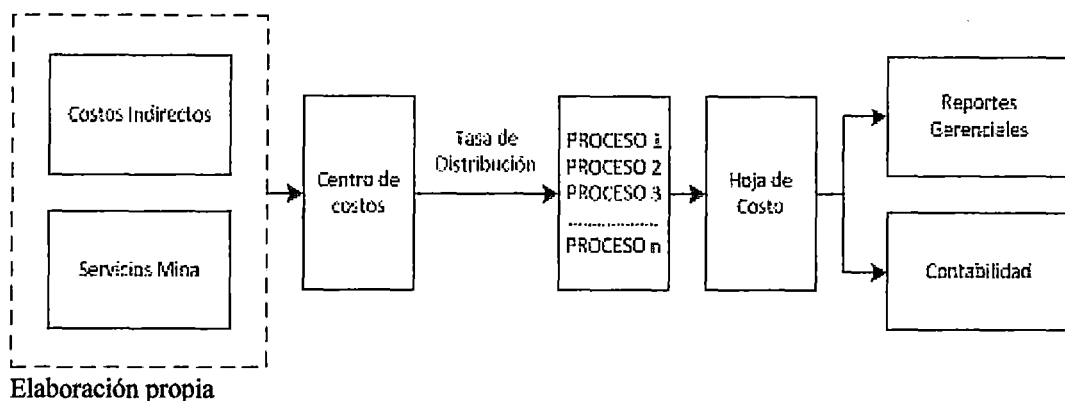 Costos Indirectos
Servicios Mina
Centro de
costos
Tasa de
Distribución
PROCESO 1
PROCESO 2
PROCESO 3
....................
PROCESO n
Hoja de
Costo
Reportes
Gerenciales
Contabilidad
Elaboración propia